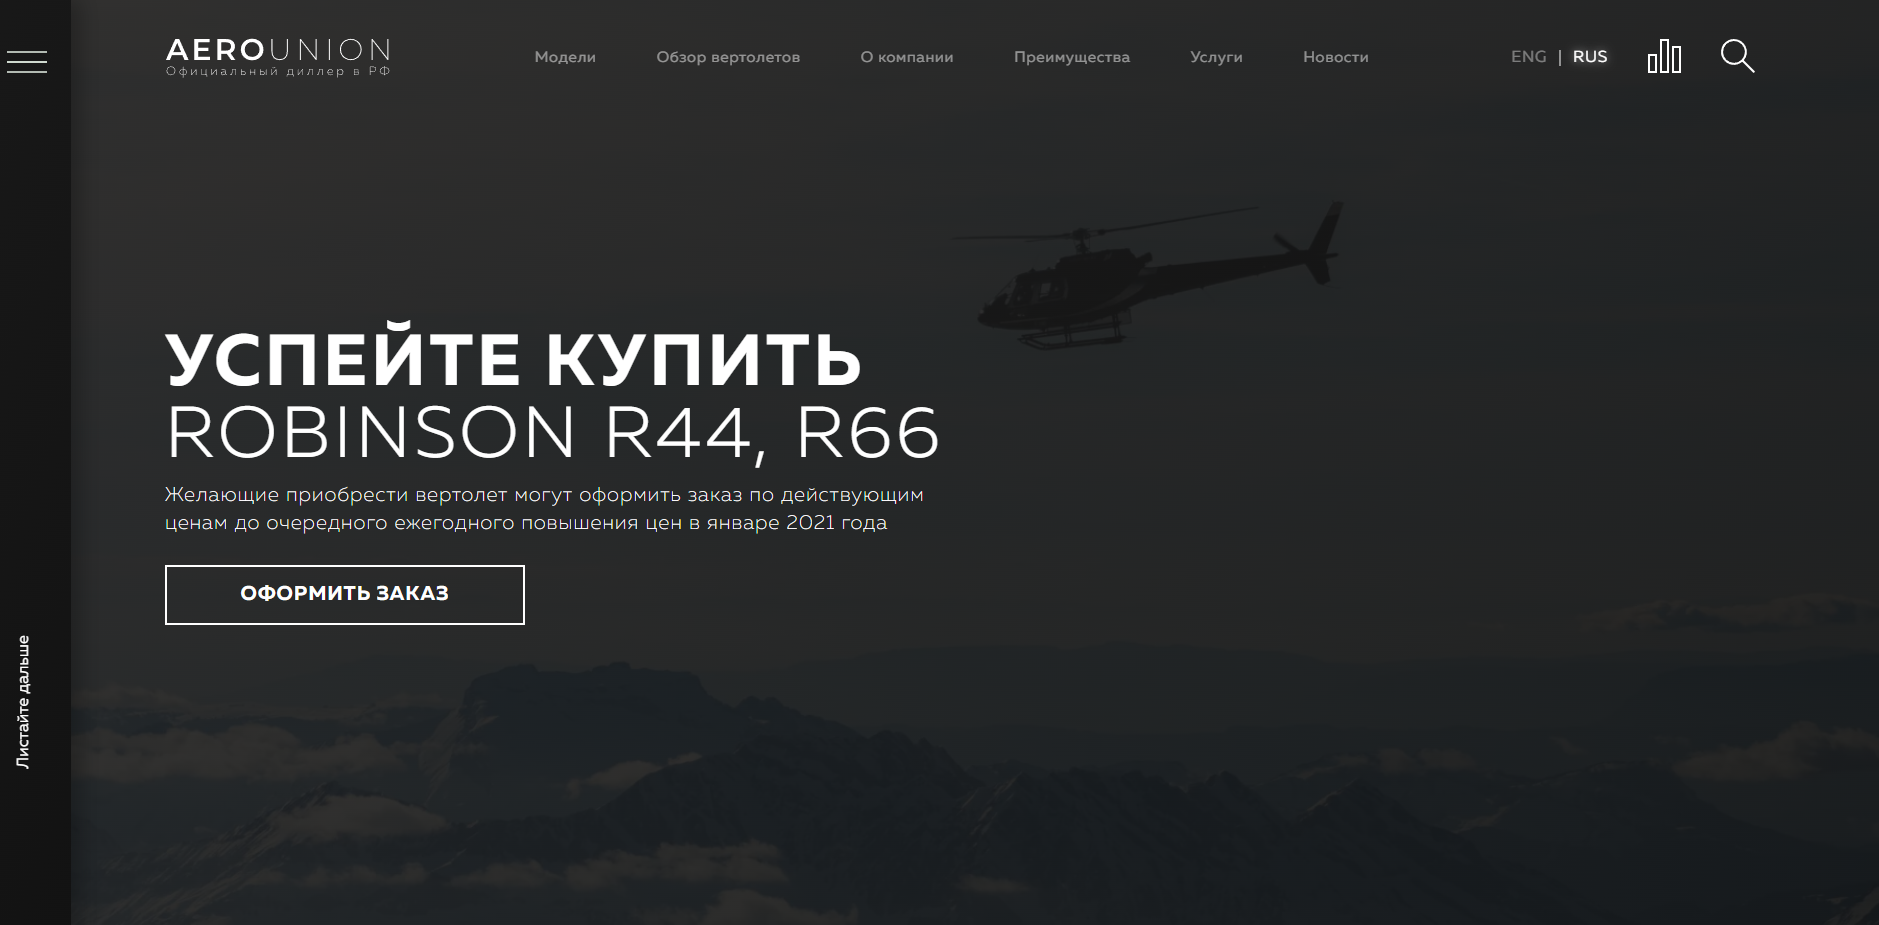 AEROUNION
Официальный диллер в РФ
Модели
Обзор вертолетов
О компании
Преимущества
Услуги
Новости
ENG | RUS
УСПЕЙТЕ КУПИТЬ
ROBINSON R44, R66
Желающие приобрести вертолет могут оформить заказ по действующим
ценам до очередного ежегодного повышения цен в январе 2021 года
ОФОРМИТЬ ЗАКАЗ
Листайте дальше